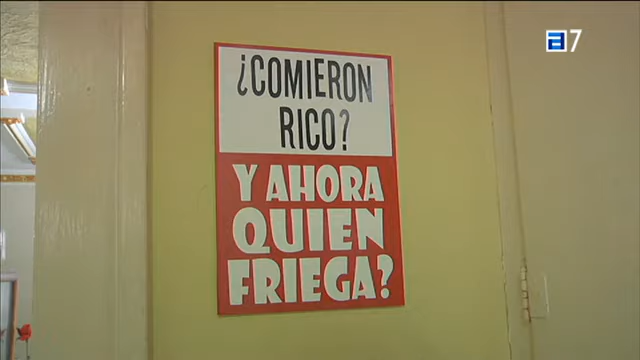 a7
¿COMIERON
RICO?
Y AHORA
QUIEN
FRIEGA?